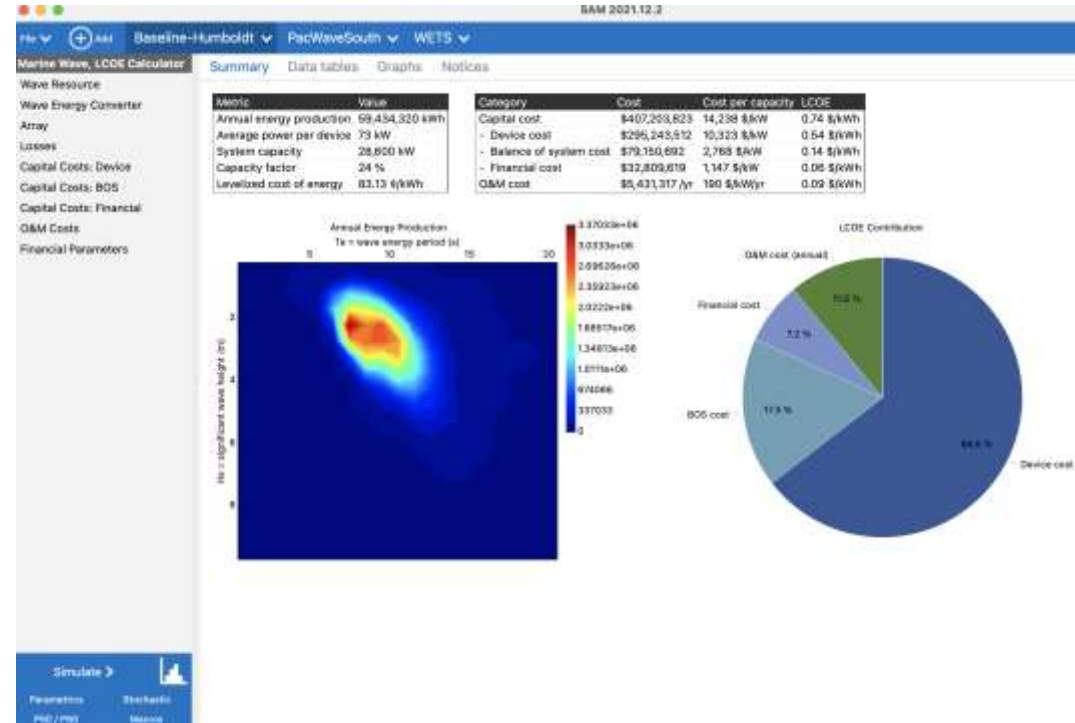 SAM 2021.12.2
File Add Baseline-Humboldt PacWaveSouth WETS
Marine Wave, LCOE Calculator
Wave Resource
Wave Energy Converter
Array
Losses
Capital Costs: Device
Capital Costs: BOS
Capital Costs: Financial
O&M Costs
Financial Parameters
Simulate >
Parametrics Stochastic
P50 / P90 Macros
Summary Data tables Graphs Notices
Metric Value
Annual energy production 59,434,320 kWh
Average power per device 73 kW
System capacity 28,600 kW
Capacity factor 24 %
Levelized cost of energy 83.13 ¢/kWh
Category Cost Cost per capacity LCOE
Capital cost $407,203,823 14,238 $/kW 0.74 $/kWh
- Device cost $295,243,512 10,323 $/kW 0.54 $/kWh
- Balance of system cost $79,150,692 2,768 $/kW 0.14 $/kWh
- Financial cost $32,809,619 1,147 $/kW 0.06 $/kWh
O&M cost $5,431,317 /yr 190 $/kW/yr 0.09 $/kWh
Annual Energy Production
Te = wave energy period (s)
5 10 15 20
Hs = significant wave height (m)
2
4
6
8
3.37033e+06
3.0333e+06
2.69626e+06
2.35923e+06
2.0222e+06
1.68517e+06
1.34813e+06
1.0111e+06
674066
337033
0
LCOE Contribution
O&M cost (annual)
11.0 %
Financial cost
7.2 %
BOS cost
Device cost